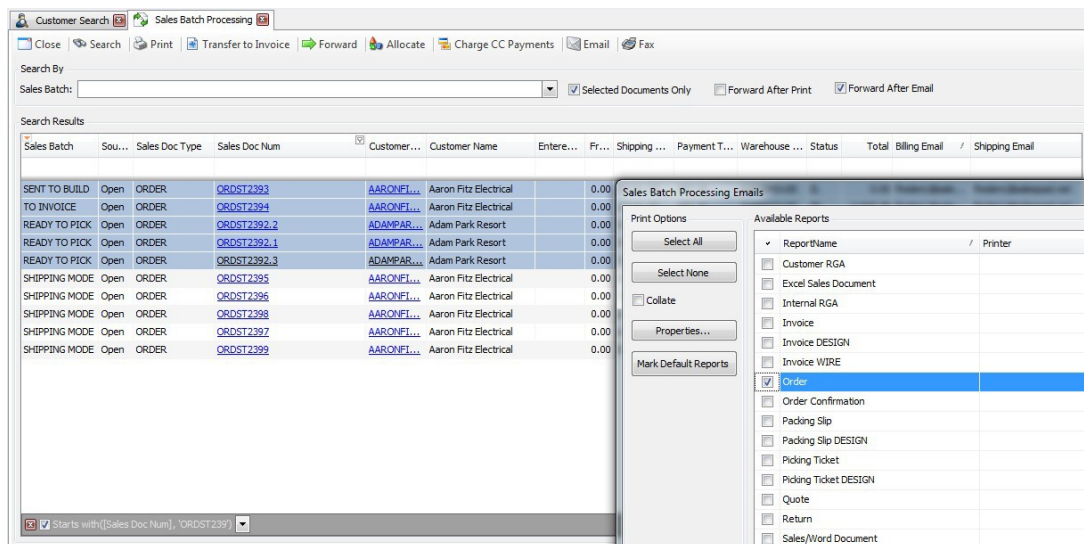 Customer Search Sales Batch Processing
Close Search Print Transfer to Invoice Forward Allocate Charge CC Payments Email Fax
Search By
Sales Batch: Selected Documents Only Forward After Print Forward After Email
Search Results
Sales Batch Sou... Sales Doc Type Sales Doc Num Customer... Customer Name Entere... Fr... Shipping ... Payment T... Warehouse ... Status Total Billing Email / Shipping Email
SENT TO BUILD Open ORDER ORDST2393 AARONFI... Aaron Fitz Electrical 0.00
TO INVOICE Open ORDER ORDST2394 AARONFI... Aaron Fitz Electrical 0.00
READY TO PICK Open ORDER ORDST2392.2 ADAMPAR... Adam Park Resort 0.00
READY TO PICK Open ORDER ORDST2392.1 ADAMPAR... Adam Park Resort 0.00
READY TO PICK Open ORDER ORDST2392.3 ADAMPAR... Adam Park Resort 0.00
SHIPPING MODE Open ORDER ORDST2395 AARONFI... Aaron Fitz Electrical 0.00
SHIPPING MODE Open ORDER ORDST2396 AARONFI... Aaron Fitz Electrical 0.00
SHIPPING MODE Open ORDER ORDST2398 AARONFI... Aaron Fitz Electrical 0.00
SHIPPING MODE Open ORDER ORDST2397 AARONFI... Aaron Fitz Electrical 0.00
SHIPPING MODE Open ORDER ORDST2399 AARONFI... Aaron Fitz Electrical 0.00
Starts with([Sales Doc Num], 'ORDST239')
Sales Batch Processing Emails
Print Options
Select All
Select None
Collate
Properties...
Mark Default Reports
Available Reports
ReportName / Printer
Customer RGA
Excel Sales Document
Internal RGA
Invoice
Invoice DESIGN
Invoice WIRE
Order
Order Confirmation
Packing Slip
Packing Slip DESIGN
Picking Ticket
Picking Ticket DESIGN
Quote
Return
Sales/Word Document